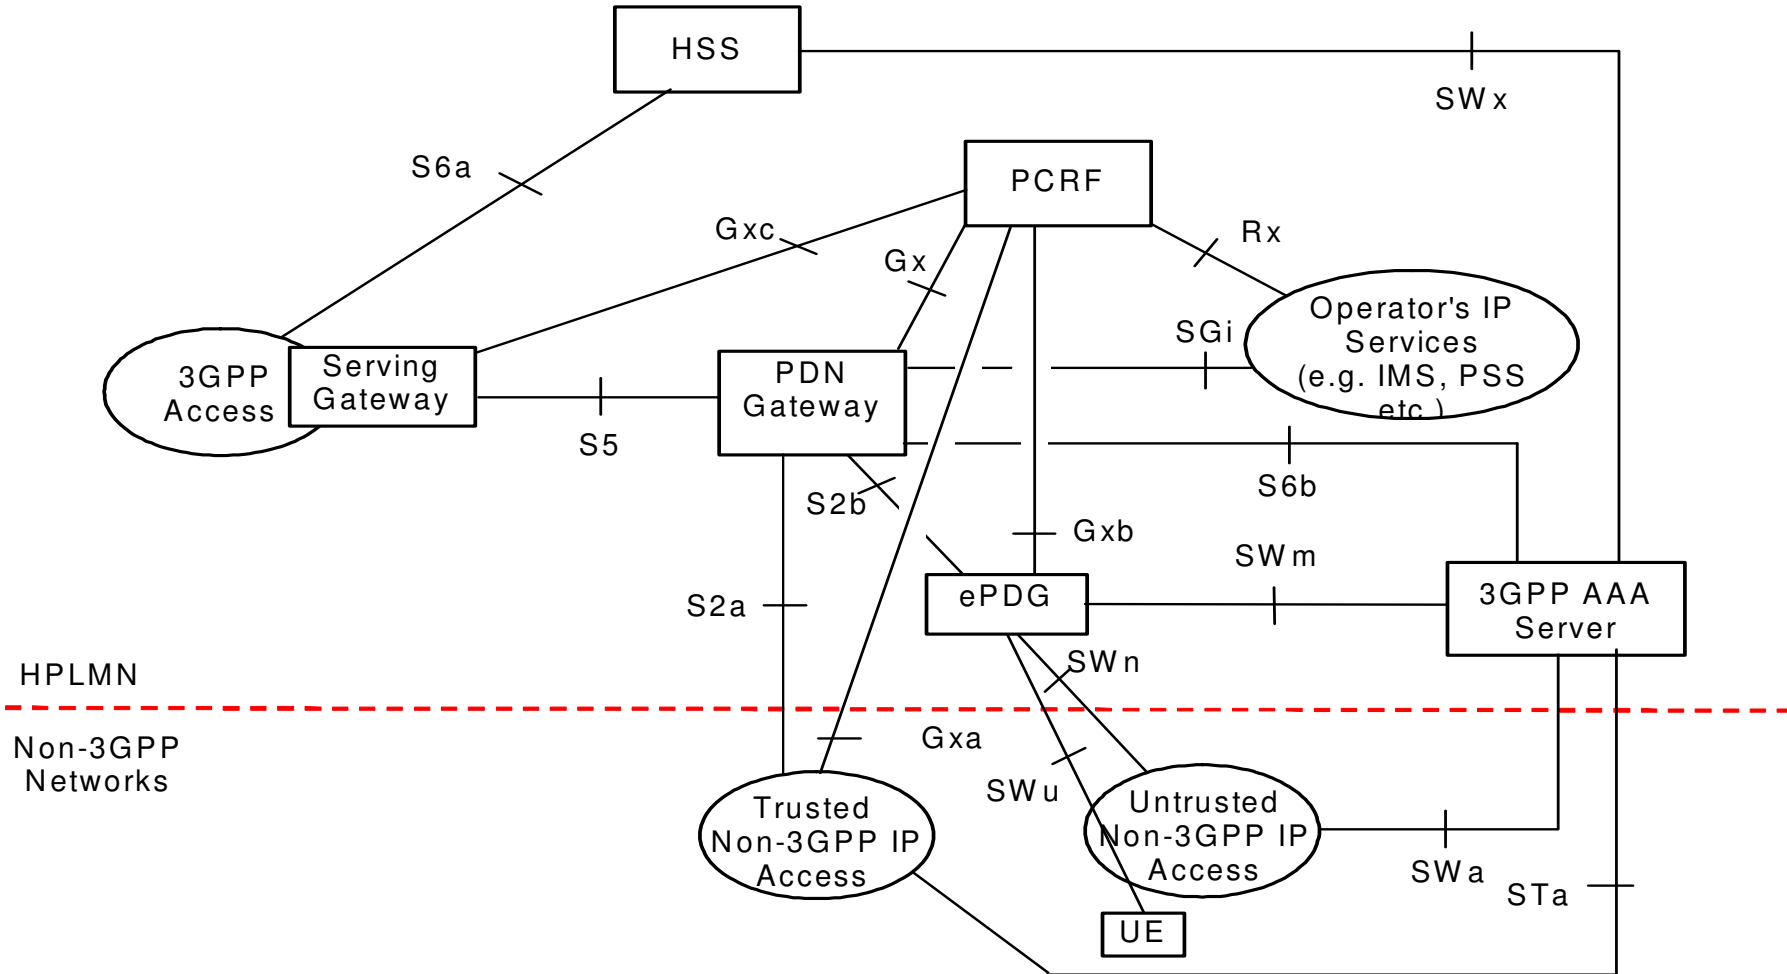 HSS
SWx
S6a
PCRF
Gxc
Rx
Gx
Operator's IP
Services
(e.g. IMS, PSS
etc.)
SGi
3GPP
Access
Serving
Gateway
PDN
Gateway
S5
S2b
S6b
Gxb
SWm
ePDG
3GPP AAA
Server
S2a
SWn
HPLMN
Non-3GPP
Networks
Gxa
SWu
Trusted
Non-3GPP IP
Access
Untrusted
Non-3GPP IP
Access
SWa
STa
UE